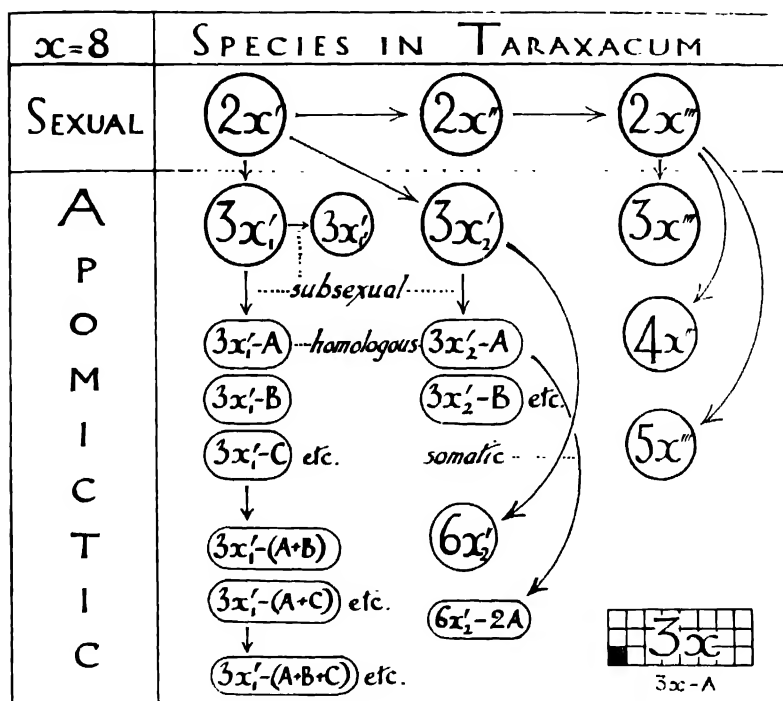 x=8 SPECIES IN TARAXACUM
SEXUAL 2x' 2x'' 2x'''
APOMICTIC
3x'₁ 3x'₁' 3x'₂ 3x'''
subsexual
3x'₁-A homologous 3x'₂-A 4x'''
3x'₁-B 3x'₂-B etc.
3x'₁-C etc. somatic 5x'''
3x'₁-(A+B) 6x'₂
3x'₁-(A+C) etc. 6x'₂-2A
3x'₁-(A+B+C) etc. 3x
3x-A